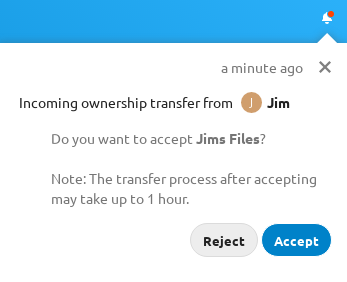 a minute ago
Incoming ownership transfer from J Jim
Do you want to accept Jims Files?
Note: The transfer process after accepting
may take up to 1 hour.
Reject Accept